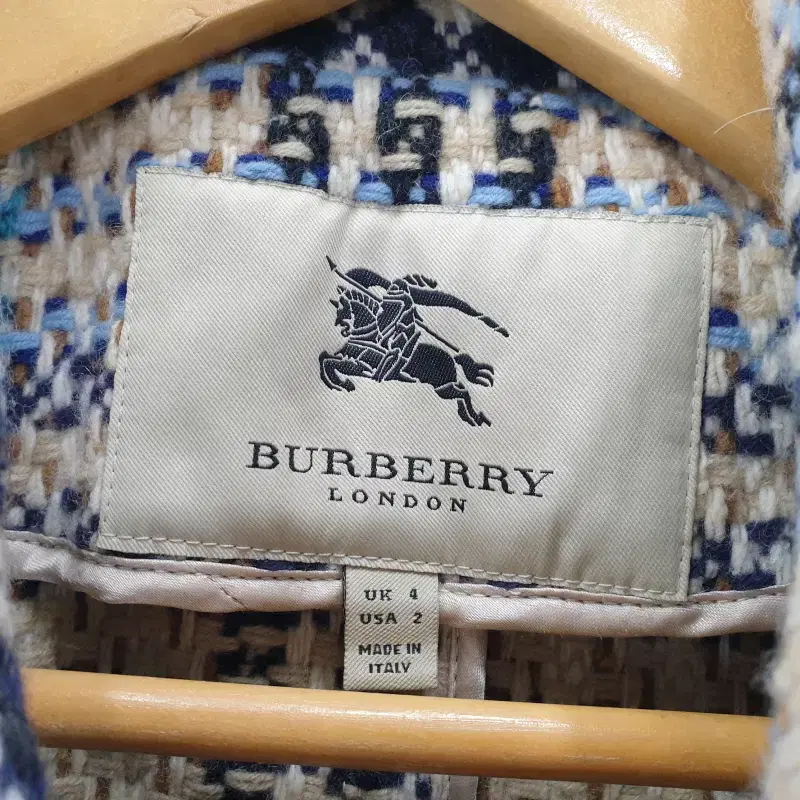 BURBERRY
LONDON
UK 4
USA 2
MADE IN
ITALY